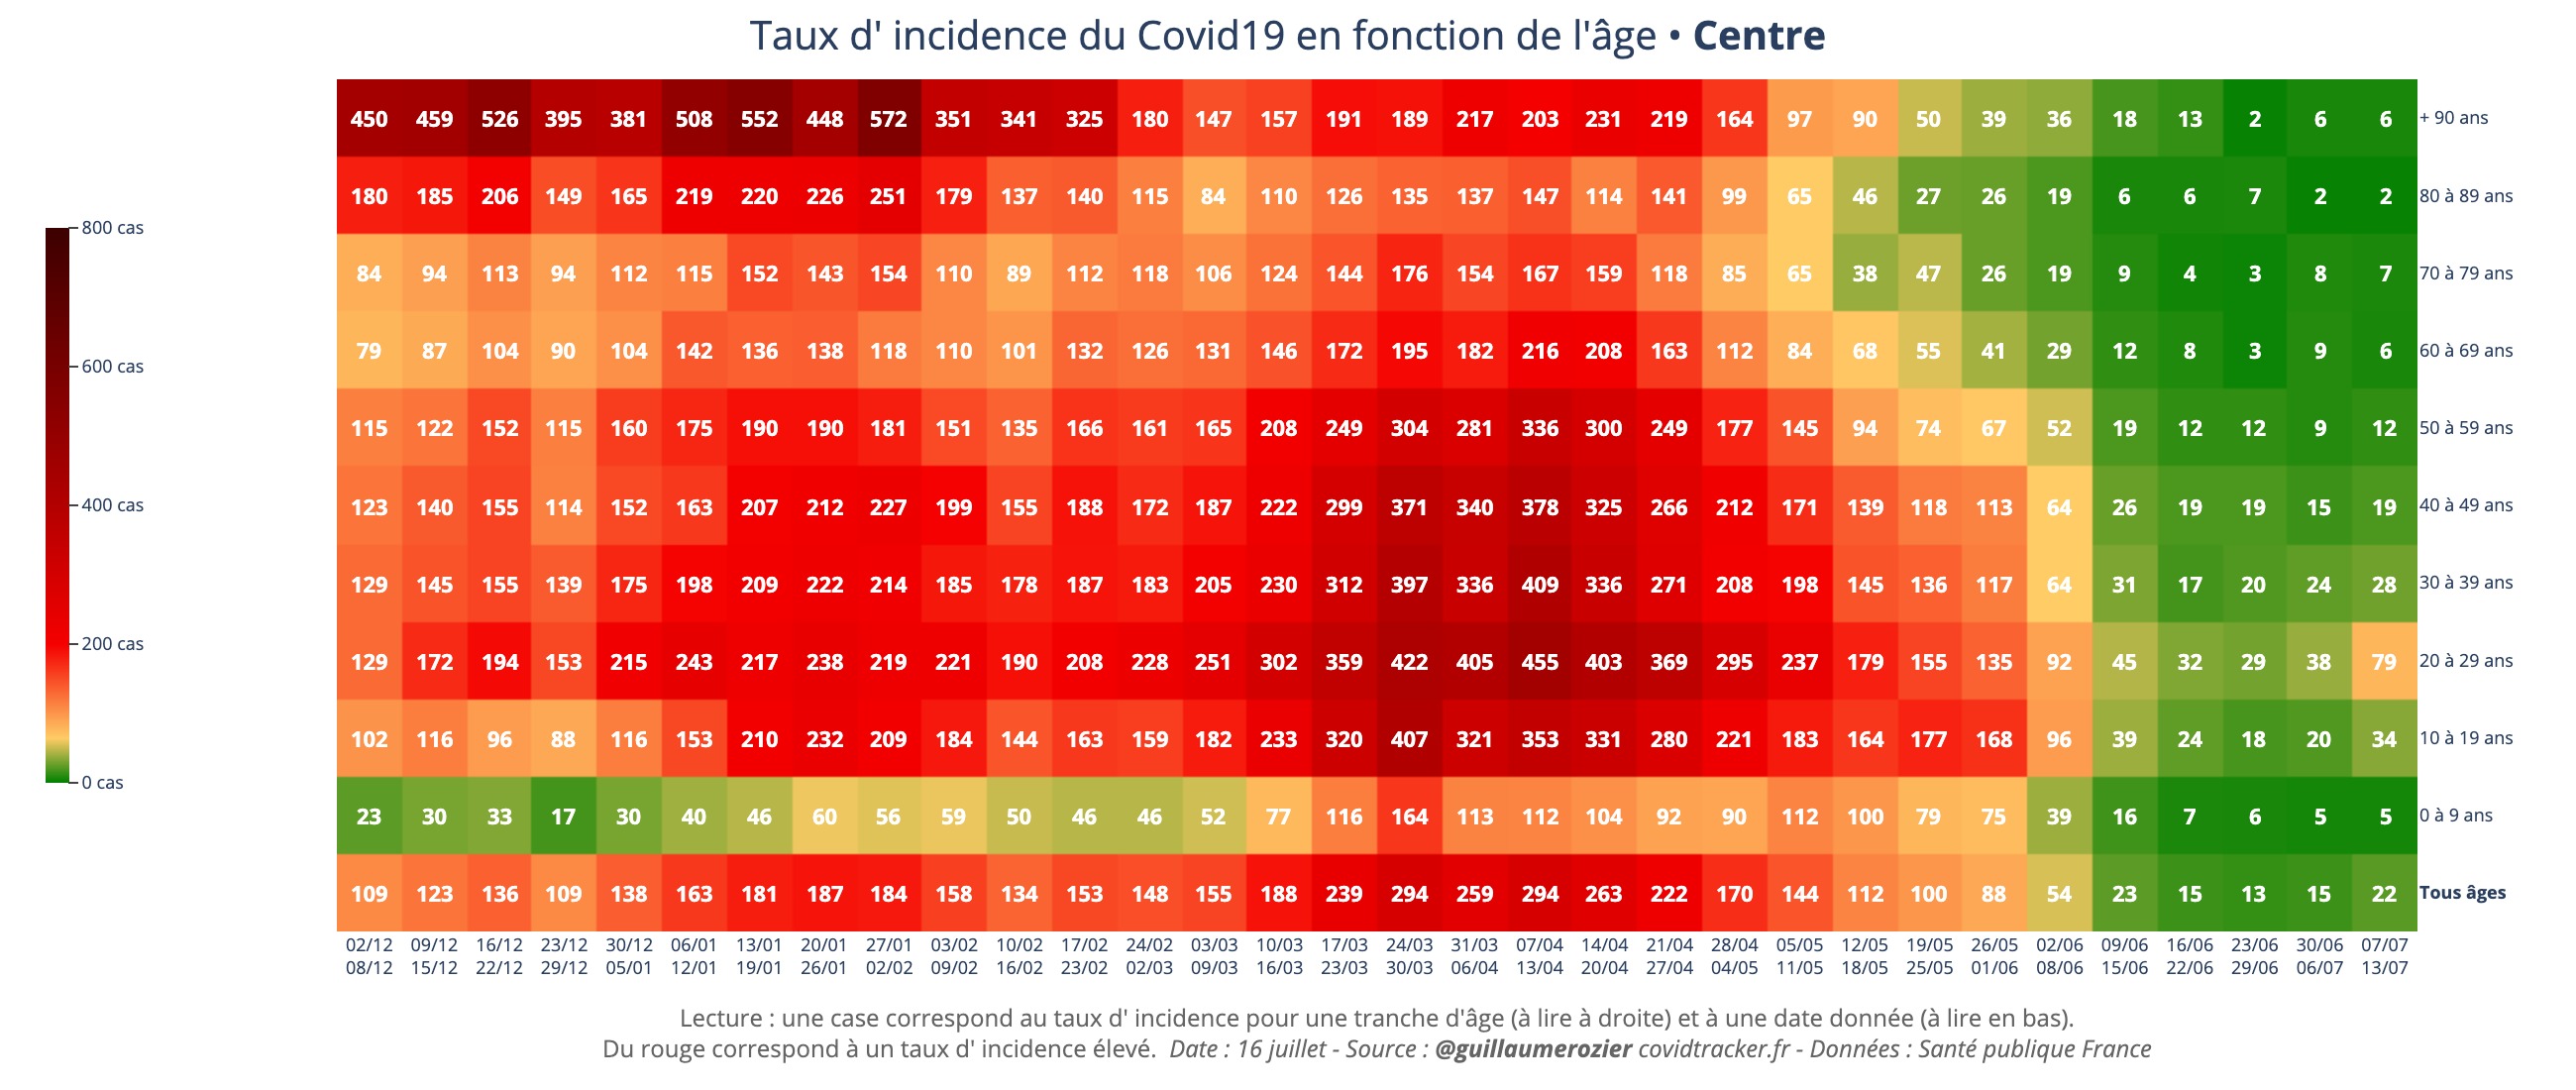 Taux d' incidence du Covid19 en fonction de l'âge • Centre
450 459 526 395 381 508 552 448 572 351 341 325 180 147 157 191 189 217 203 231 219 164 97 90 50 39 36 18 13 2 6 6 + 90 ans
180 185 206 149 165 219 220 226 251 179 137 140 115 84 110 126 135 137 147 114 141 99 65 46 27 26 19 6 6 7 2 2 80 à 89 ans
800 cas
84 94 113 94 112 115 152 143 154 110 89 112 118 106 124 144 176 154 167 159 118 85 65 38 47 26 19 9 4 3 8 7 70 à 79 ans
79 87 104 90 104 142 136 138 118 110 101 132 126 131 146 172 195 182 216 208 163 112 84 68 55 41 29 12 8 3 9 6 60 à 69 ans
600 cas
115 122 152 115 160 175 190 190 181 151 135 166 161 165 208 249 304 281 336 300 249 177 145 94 74 67 52 19 12 12 9 12 50 à 59 ans
400 cas
123 140 155 114 152 163 207 212 227 199 155 188 172 187 222 299 371 340 378 325 266 212 171 139 118 113 64 26 19 19 15 19 40 à 49 ans
129 145 155 139 175 198 209 222 214 185 178 187 183 205 230 312 397 336 409 336 271 208 198 145 136 117 64 31 17 20 24 28 30 à 39 ans
200 cas
129 172 194 153 215 243 217 238 219 221 190 208 228 251 302 359 422 405 455 403 369 295 237 179 155 135 92 45 32 29 38 79 20 à 29 ans
102 116 96 88 116 153 210 232 209 184 144 163 159 182 233 320 407 321 353 331 280 221 183 164 177 168 96 39 24 18 20 34 10 à 19 ans
0 cas
23 30 33 17 30 40 46 60 56 59 50 46 46 52 77 116 164 113 112 104 92 90 112 100 79 75 39 16 7 6 5 5 0 à 9 ans
109 123 136 109 138 163 181 187 184 158 134 153 148 155 188 239 294 259 294 263 222 170 144 112 100 88 54 23 15 13 15 22 Tous âges
02/12 09/12 16/12 23/12 30/12 06/01 13/01 20/01 27/01 03/02 10/02 17/02 24/02 03/03 10/03 17/03 24/03 31/03 07/04 14/04 21/04 28/04 05/05 12/05 19/05 26/05 02/06 09/06 16/06 23/06 30/06 07/07
08/12 15/12 22/12 29/12 05/01 12/01 19/01 26/01 02/02 09/02 16/02 23/02 02/03 09/03 16/03 23/03 30/03 06/04 13/04 20/04 27/04 04/05 11/05 18/05 25/05 01/06 08/06 15/06 22/06 29/06 06/07 13/07
Lecture : une case correspond au taux d' incidence pour une tranche d'âge (à lire à droite) et à une date donnée (à lire en bas).
Du rouge correspond à un taux d' incidence élevé. Date : 16 juillet - Source : @guillaumerozier covidtracker.fr - Données : Santé publique France